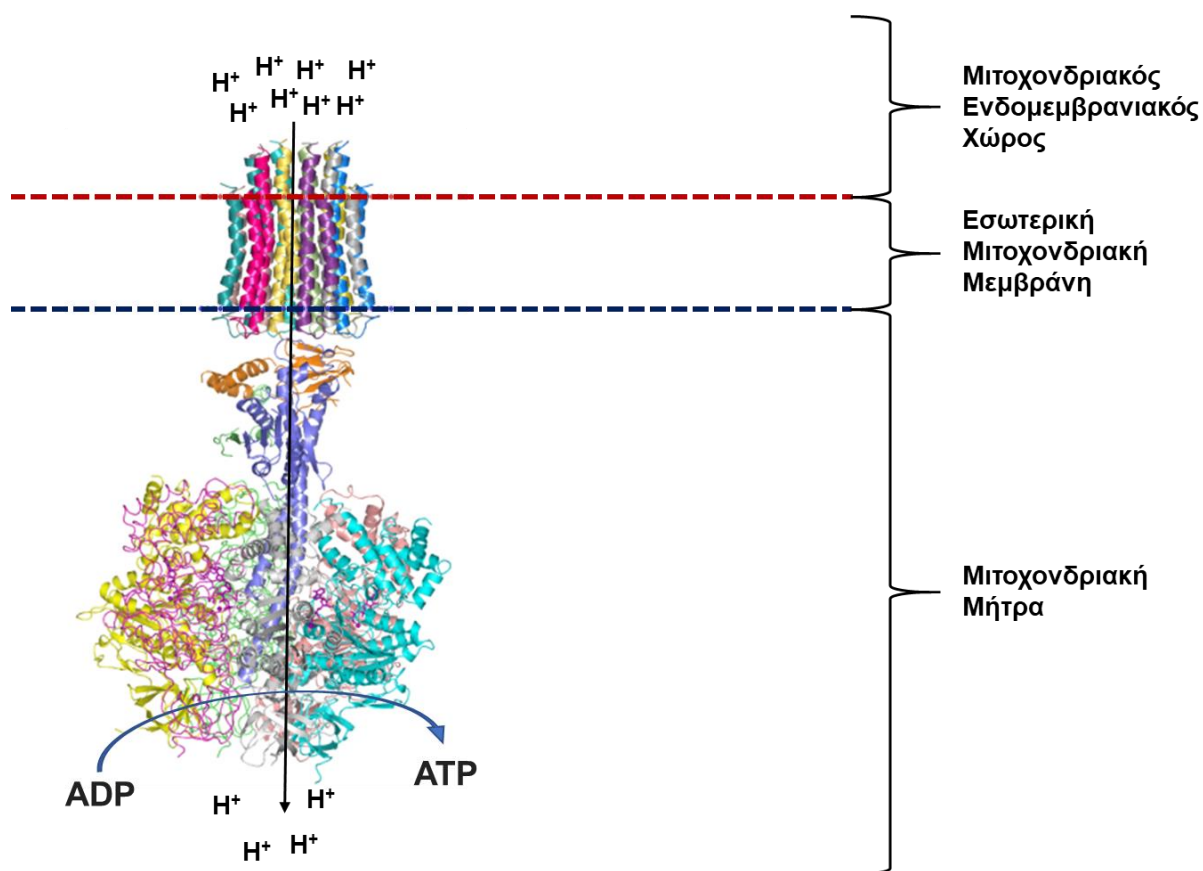 H⁺ H⁺ H⁺ H⁺
H⁺ H⁺ H⁺ H⁺
Μιτοχονδριακός
Ενδομεμβρανιακός
Χώρος
Εσωτερική
Μιτοχονδριακή
Μεμβράνη
Μιτοχονδριακή
Μήτρα
ADP
ATP
H⁺ H⁺
H⁺ H⁺